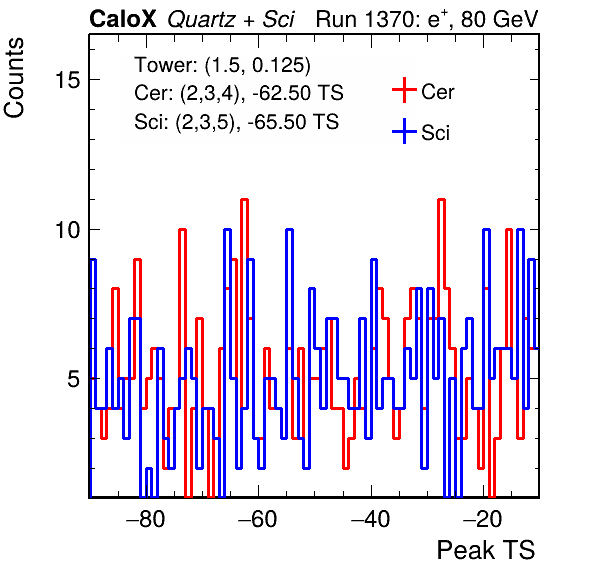 CaloX Quartz + Sci Run 1370: e⁺, 80 GeV
Counts
Tower: (1.5, 0.125)
Cer: (2,3,4), -62.50 TS
Sci: (2,3,5), -65.50 TS
Cer
Sci
15
10
5
−80 −60 −40 −20
Peak TS